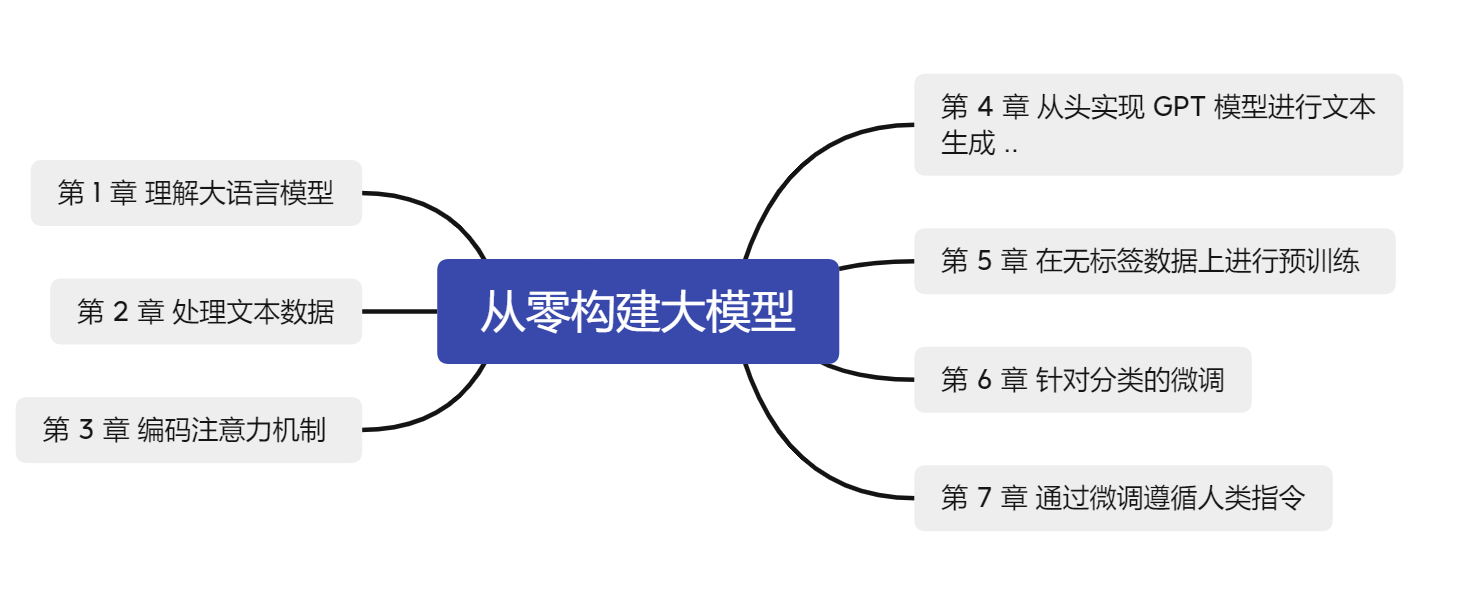 从零构建大模型
第 1 章 理解大语言模型
第 2 章 处理文本数据
第 3 章 编码注意力机制
第 4 章 从头实现 GPT 模型进行文本
生成 ..
第 5 章 在无标签数据上进行预训练
第 6 章 针对分类的微调
第 7 章 通过微调遵循人类指令